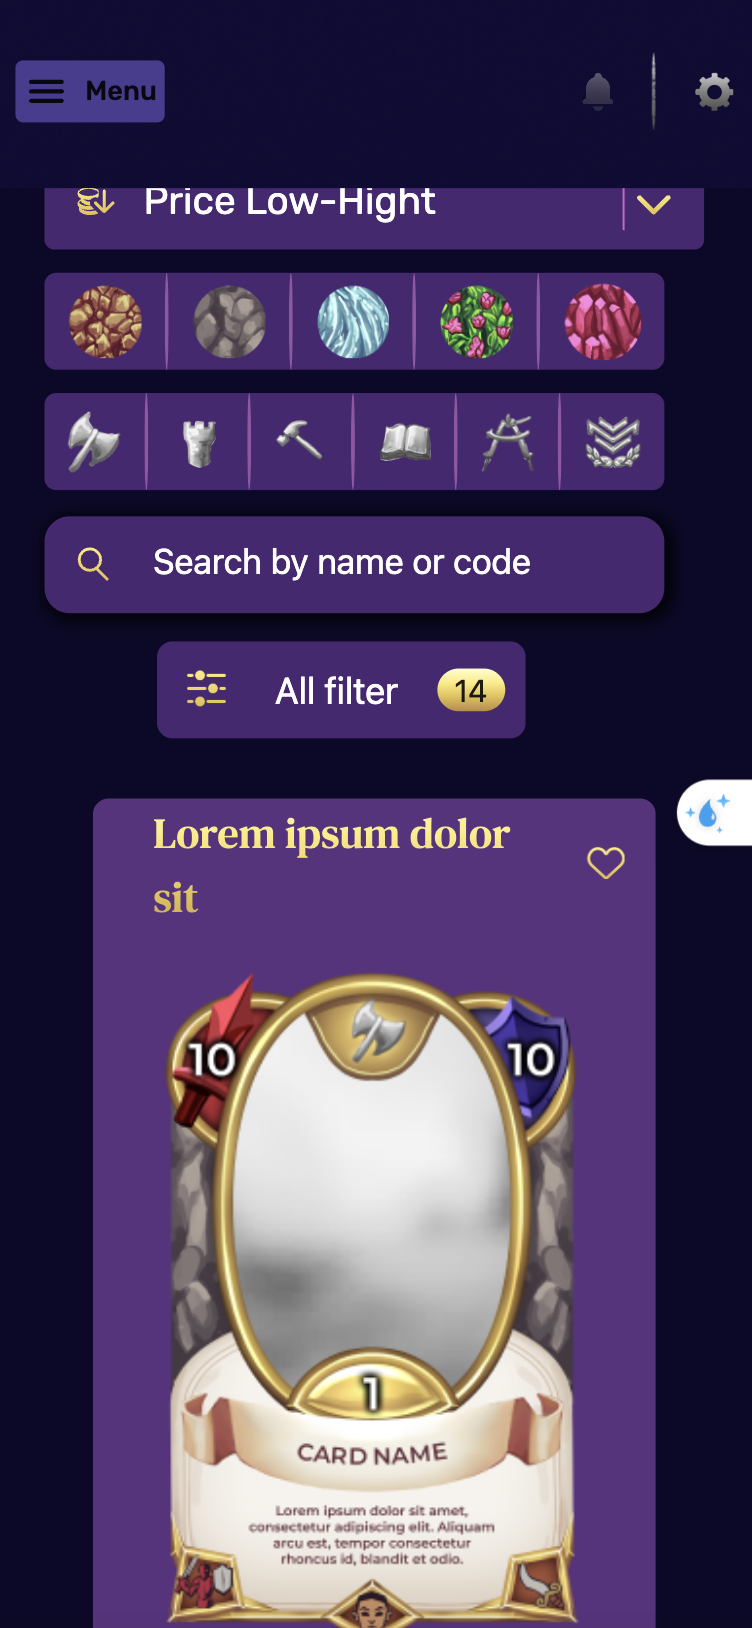 Menu
Price Low-Hight
Search by name or code
All filter 14
Lorem ipsum dolor
sit
10 10
1
CARD NAME
Lorem ipsum dolor sit amet,
consectetur adipiscing elit. Aliquam
arcu est, tempor consectetur
rhoncus id, blandit et odio.